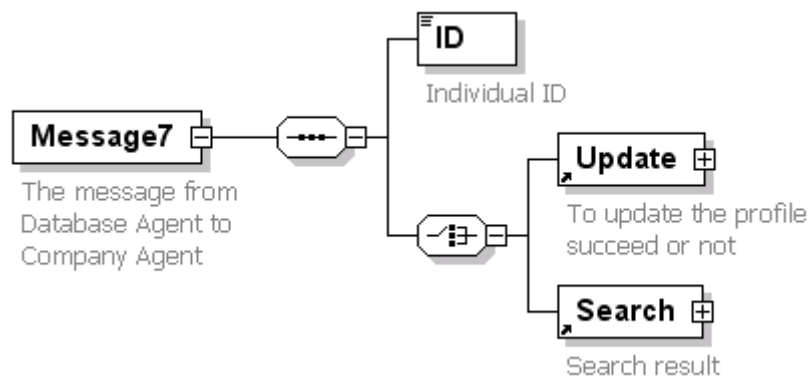 ID
Individual ID
Message7
The message from
Database Agent to
Company Agent
Update
To update the profile
succeed or not
Search
Search result